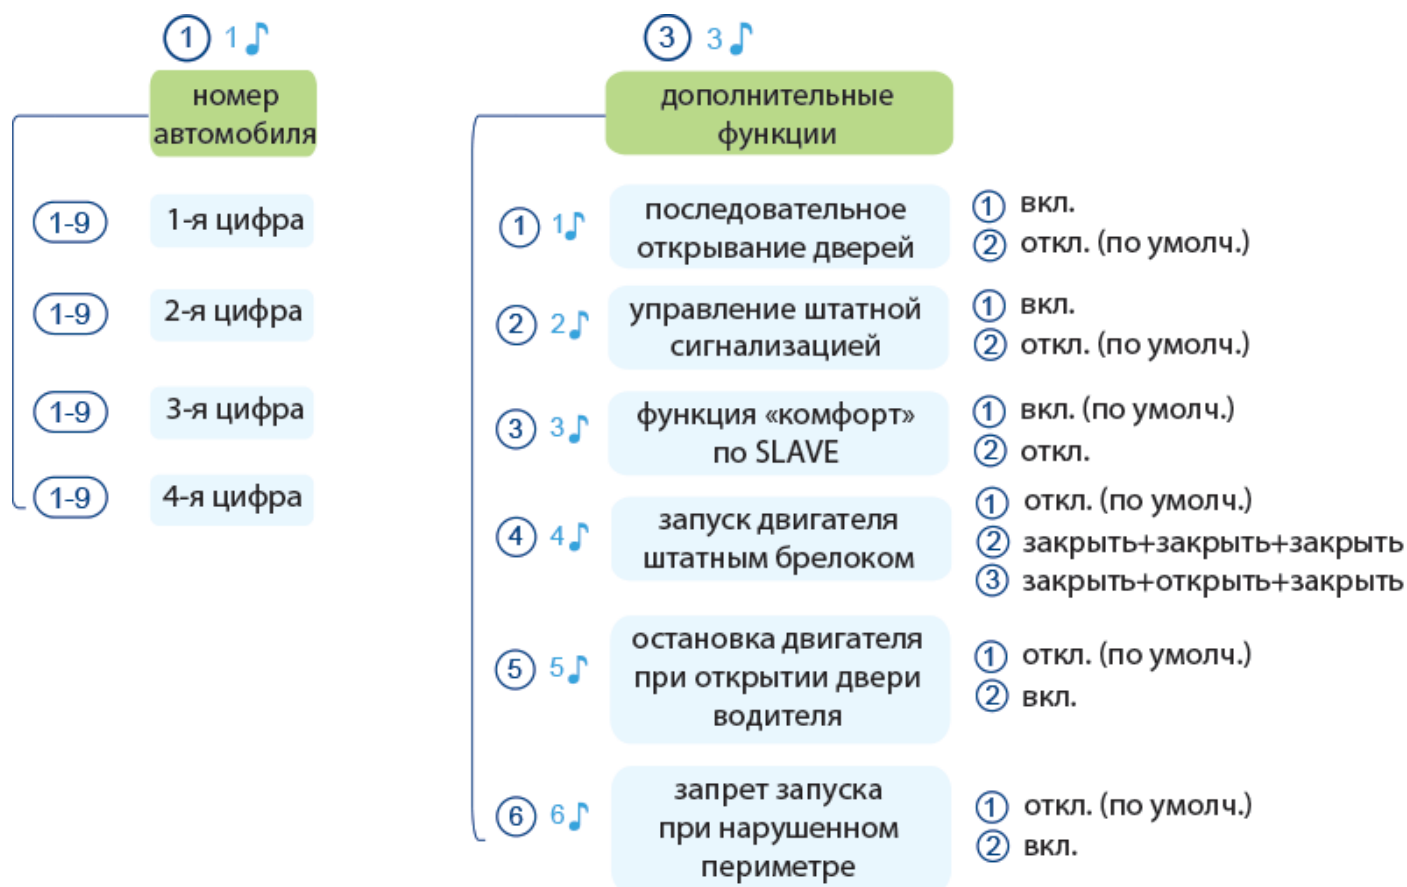 1 1
номер
автомобиля
1-9 1-я цифра
1-9 2-я цифра
1-9 3-я цифра
1-9 4-я цифра
3 3
дополнительные
функции
1 1
последовательное
открывание дверей
1 вкл.
2 откл. (по умолч.)
2 2
управление штатной
сигнализацией
1 вкл.
2 откл. (по умолч.)
3 3
функция «комфорт»
по SLAVE
1 вкл. (по умолч.)
2 откл.
4 4
запуск двигателя
штатным брелоком
1 откл. (по умолч.)
2 закрыть+закрыть+закрыть
3 закрыть+открыть+закрыть
5 5
остановка двигателя
при открытии двери
водителя
1 откл. (по умолч.)
2 вкл.
6 6
запрет запуска
при нарушенном
периметре
1 откл. (по умолч.)
2 вкл.